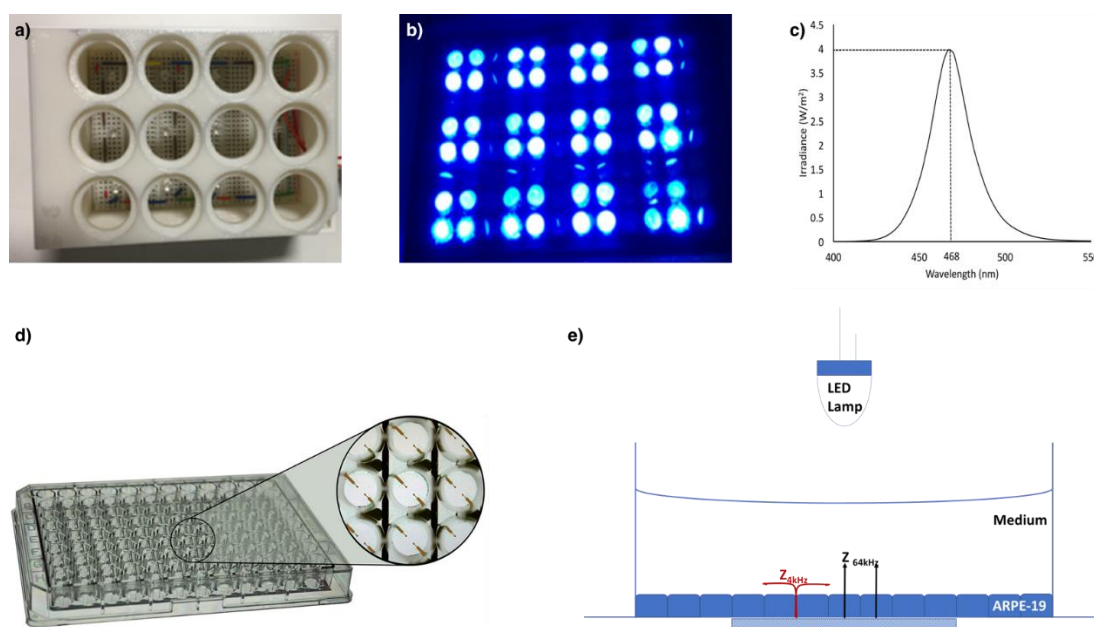 a)
b)
c)
4.5
4
3.5
3
2.5
2
1.5
1
0.5
0
Irradiance (W/m²)
400
450
468
500
550
Wavelength (nm)
d)
e)
LED
Lamp
Medium
Z4kHz
Z 64kHz
ARPE-19